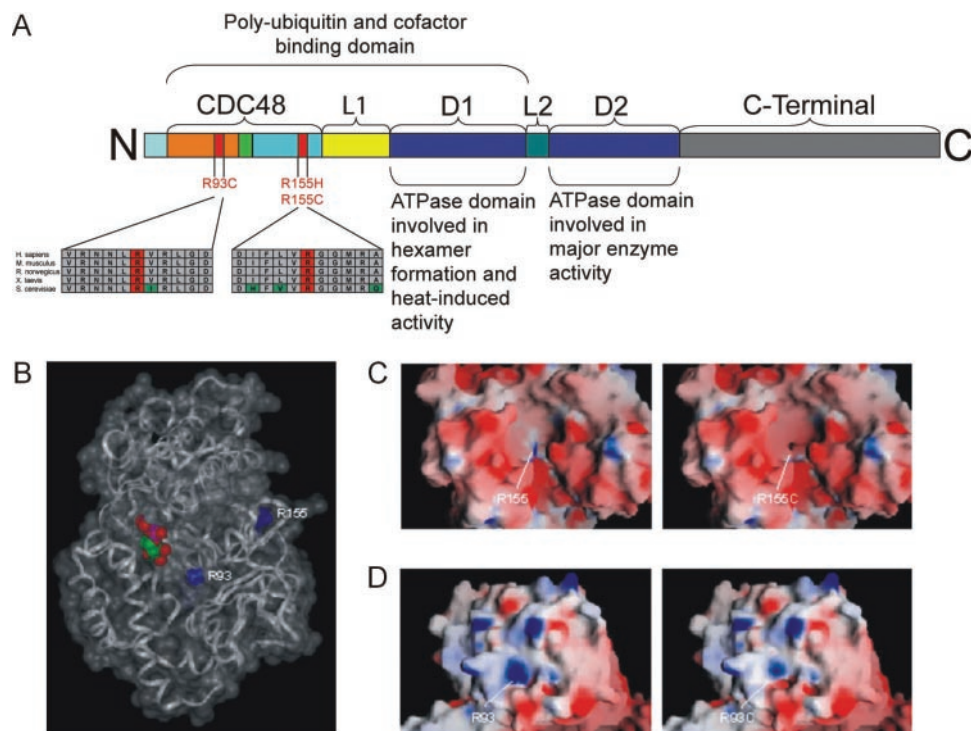 A
Poly-ubiquitin and cofactor
binding domain
CDC48
L1
D1
L2
D2
C-Terminal
N
C
R93C
R155H
R155C
ATPase domain
involved in
hexamer
formation and
heat-induced
activity
ATPase domain
involved in
major enzyme
activity
H. sapiens V R N N L R V R L G D D I F L V R G G M R A
M. musculus V R N N L R V R L G D D I F L V R G G M R A
R. norwegicus V R N N L R V R L G D D I F L V R G G M R A
X. laevis V R N N L R V R L G D D I F L V R G G M R A
S. cerevisiae V R N N L R I R L G D D H F V V R G G M R Q
B
R155
R93
C
R155
R155C
D
R93
R93C